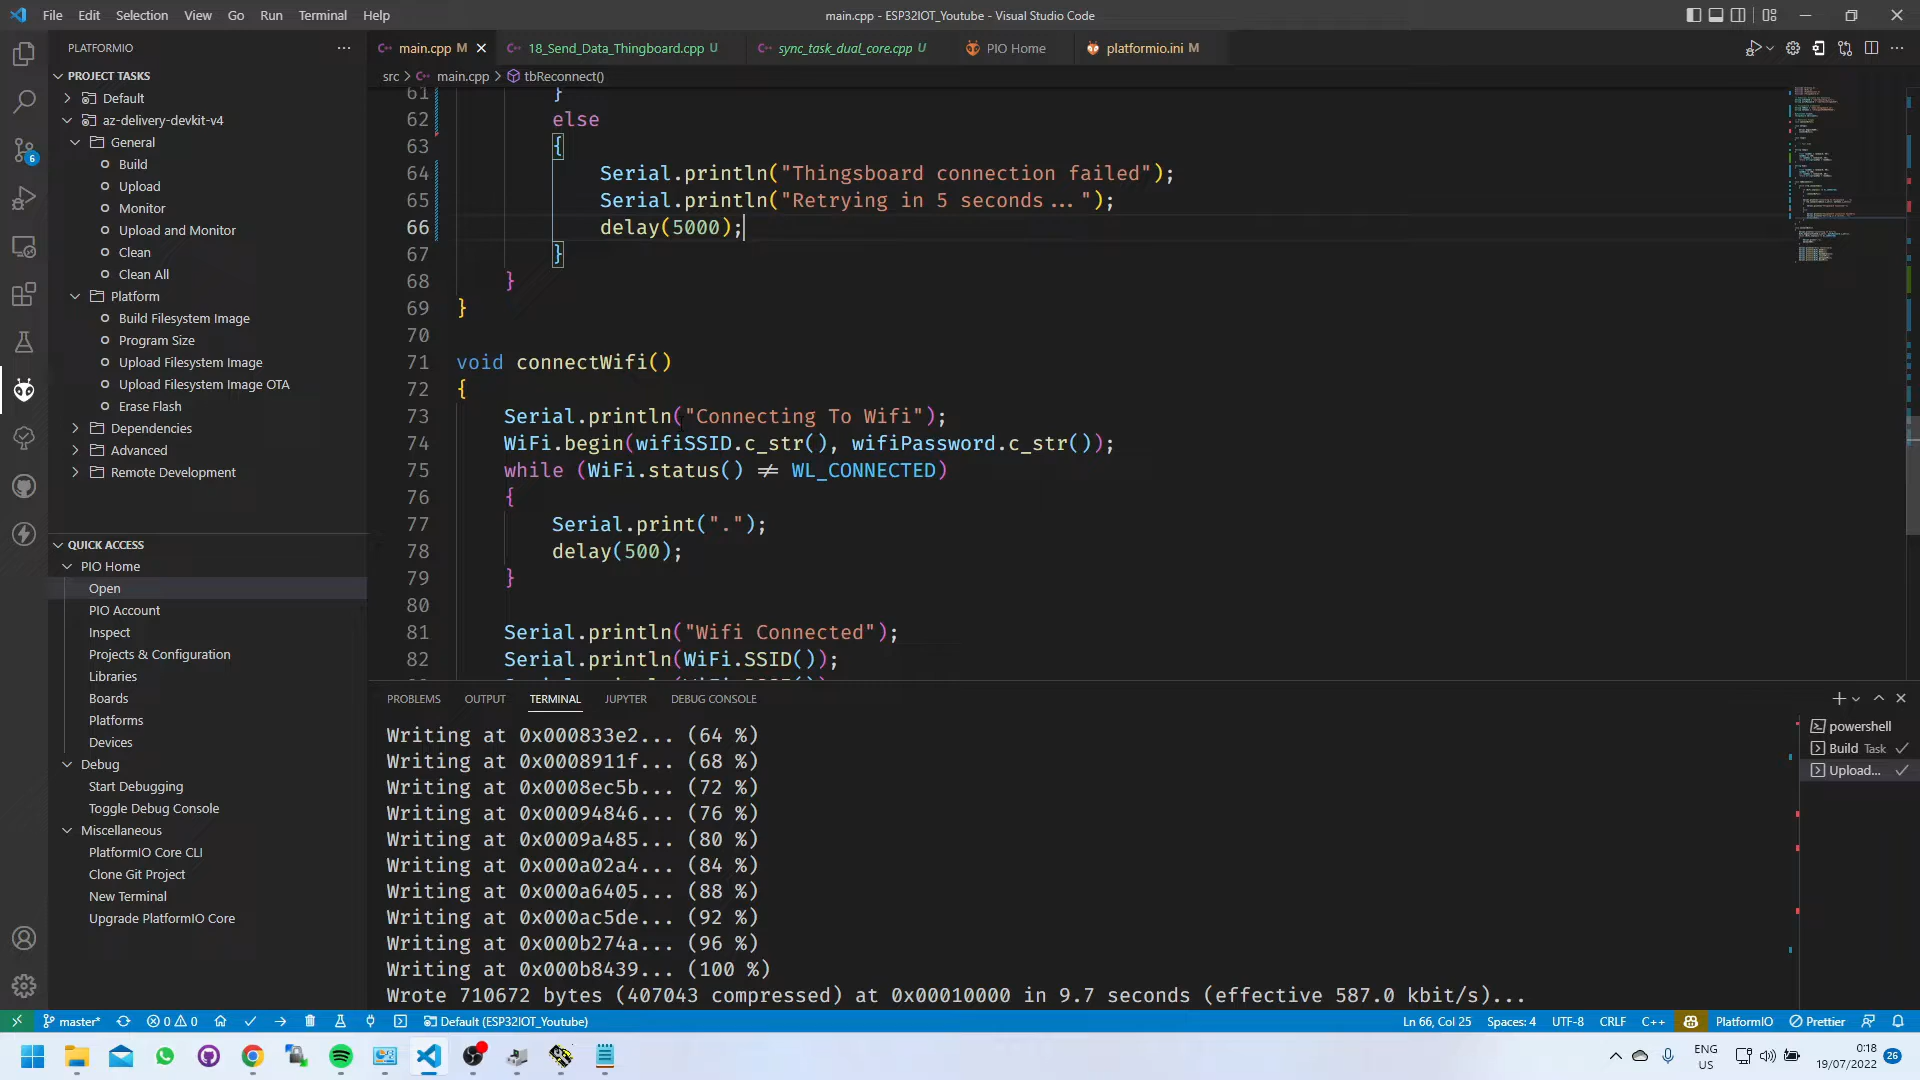 File Edit Selection View Go Run Terminal Help
main.cpp - ESP32IOT_Youtube - Visual Studio Code
PLATFORMIO
main.cpp M
18_Send_Data_Thingboard.cpp U
sync_task_dual_core.cpp U
PIO Home
platformio.ini M
src > main.cpp > tbReconnect()
PROJECT TASKS
Default
az-delivery-devkit-v4
General
Build
Upload
Monitor
Upload and Monitor
Clean
Clean All
Platform
Build Filesystem Image
Program Size
Upload Filesystem Image
Upload Filesystem Image OTA
Erase Flash
Dependencies
Advanced
Remote Development
QUICK ACCESS
PIO Home
Open
PIO Account
Inspect
Projects & Configuration
Libraries
Boards
Platforms
Devices
Debug
Start Debugging
Toggle Debug Console
Miscellaneous
PlatformIO Core CLI
Clone Git Project
New Terminal
Upgrade PlatformIO Core
6
61 }
62 else
63 {
64 Serial.println("Thingsboard connection failed");
65 Serial.println("Retrying in 5 seconds...");
66 delay(5000);
67 }
68 }
69 }
70
71 void connectWifi()
72 {
73 Serial.println("Connecting To Wifi");
74 WiFi.begin(wifiSSID.c_str(), wifiPassword.c_str());
75 while (WiFi.status() != WL_CONNECTED)
76 {
77 Serial.print(".");
78 delay(500);
79 }
80
81 Serial.println("Wifi Connected");
82 Serial.println(WiFi.SSID());
PROBLEMS OUTPUT TERMINAL JUPYTER DEBUG CONSOLE
Writing at 0x000833e2... (64 %)
Writing at 0x0008911f... (68 %)
Writing at 0x0008ec5b... (72 %)
Writing at 0x00094846... (76 %)
Writing at 0x0009a485... (80 %)
Writing at 0x000a02a4... (84 %)
Writing at 0x000a6405... (88 %)
Writing at 0x000ac5de... (92 %)
Writing at 0x000b274a... (96 %)
Writing at 0x000b8439... (100 %)
Wrote 710672 bytes (407043 compressed) at 0x00010000 in 9.7 seconds (effective 587.0 kbit/s)...
powershell
Build Task
Upload...
master* 0 0 Default (ESP32IOT_Youtube)
Ln 66, Col 25 Spaces: 4 UTF-8 CRLF C++ PlatformIO Prettier
ENG
US
0:18
19/07/2022
26